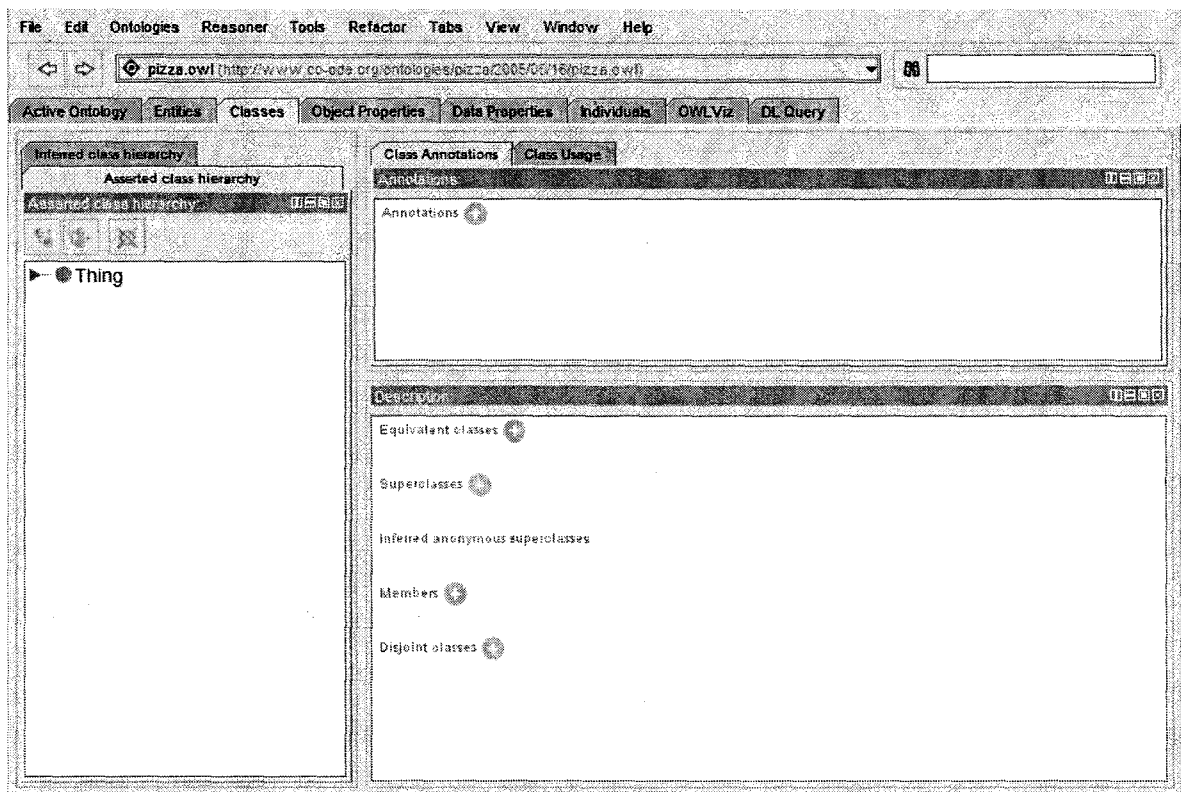 File Edit Ontologies Reasoner Tools Refactor Tabs View Window Help
pizza.owl (http://www.co-ode.org/ontologies/pizza/2005/05/16/pizza.owl)
Active Ontology Entities Classes Object Properties Data Properties Individuals OWLViz DL Query
Inferred class hierarchy
Asserted class hierarchy
Asserted class hierarchy
Thing
Class Annotations Class Usage
Annotations
Annotations
Description
Equivalent classes
Superclasses
Inferred anonymous superclasses
Members
Disjoint classes